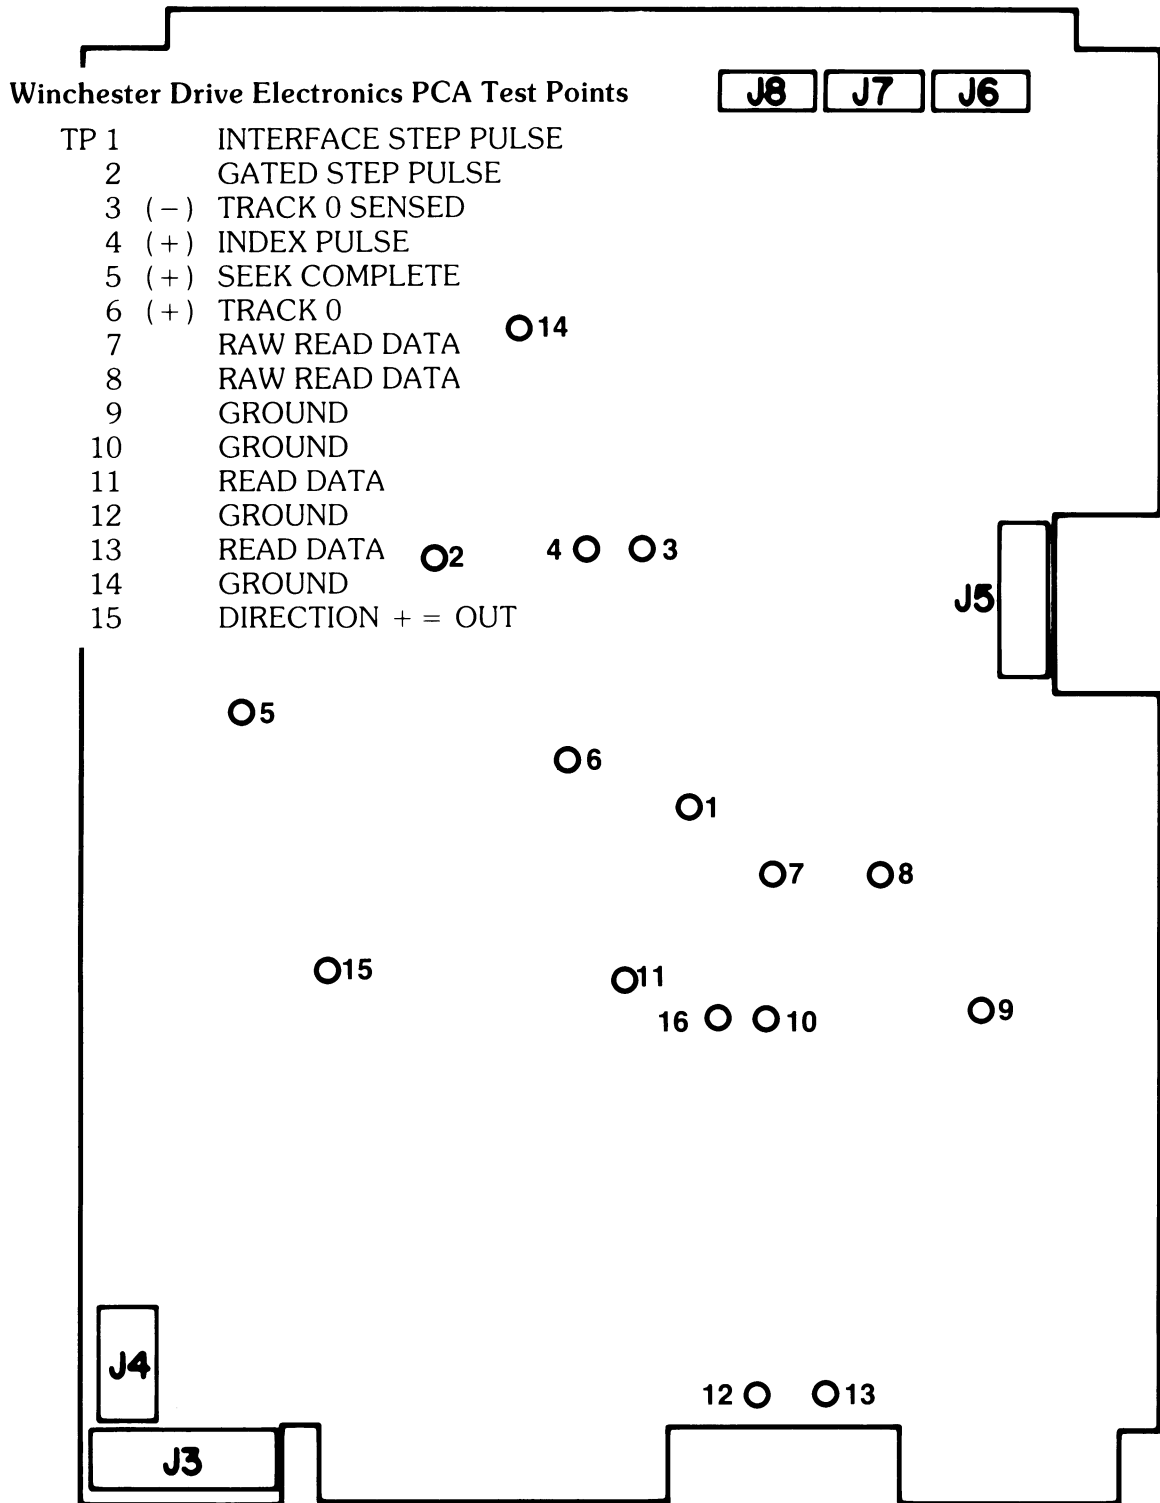 Winchester Drive Electronics PCA Test Points
J8 J7 J6
TP 1 INTERFACE STEP PULSE
2 GATED STEP PULSE
3 (−) TRACK 0 SENSED
4 (+) INDEX PULSE
5 (+) SEEK COMPLETE
6 (+) TRACK 0
14
7 RAW READ DATA
8 RAW READ DATA
9 GROUND
10 GROUND
11 READ DATA
12 GROUND
13 READ DATA
2
4
3
14 GROUND
15 DIRECTION + = OUT
J5
5
6
1
7
8
15
11
16
10
9
J4
12
13
J3